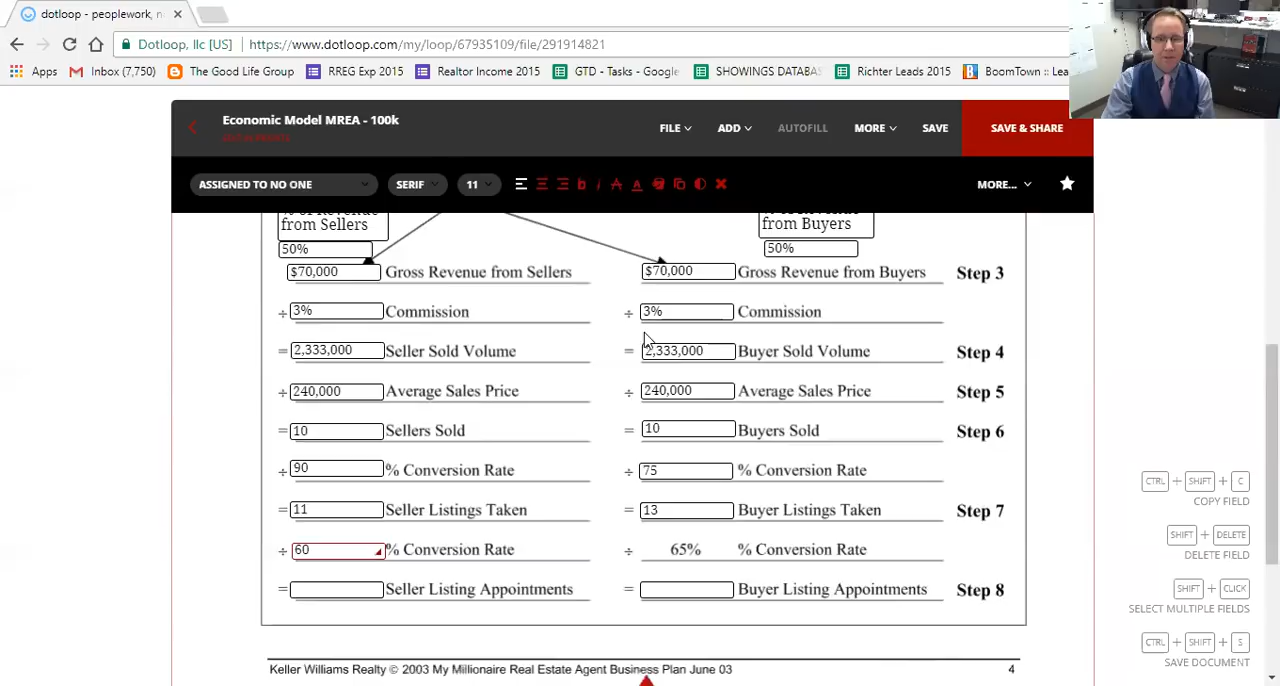 dotloop - peoplework, n
Dotloop, llc [US] https://www.dotloop.com/my/loop/67935109/file/291914821
Apps Inbox (7,750) The Good Life Group RREG Exp 2015 Realtor Income 2015 GTD - Tasks - Google SHOWINGS DATABAS Richter Leads 2015 BoomTown :: Lea
Economic Model MREA - 100k
FILE ADD AUTOFILL MORE SAVE SAVE & SHARE
ASSIGNED TO NO ONE SERIF 11 b i A A MORE...
from Sellers from Buyers
50% 50%
$70,000 Gross Revenue from Sellers $70,000 Gross Revenue from Buyers Step 3
÷ 3% Commission ÷ 3% Commission
= 2,333,000 Seller Sold Volume = 2,333,000 Buyer Sold Volume Step 4
÷ 240,000 Average Sales Price ÷ 240,000 Average Sales Price Step 5
= 10 Sellers Sold = 10 Buyers Sold Step 6
÷ 90 % Conversion Rate ÷ 75 % Conversion Rate
= 11 Seller Listings Taken = 13 Buyer Listings Taken Step 7
÷ 60 % Conversion Rate ÷ 65% % Conversion Rate
= Seller Listing Appointments = Buyer Listing Appointments Step 8
Keller Williams Realty © 2003 My Millionaire Real Estate Agent Business Plan June 03 4
CTRL + SHIFT + C
COPY FIELD
SHIFT + DELETE
DELETE FIELD
SHIFT + CLICK
SELECT MULTIPLE FIELDS
CTRL + SHIFT + S
SAVE DOCUMENT